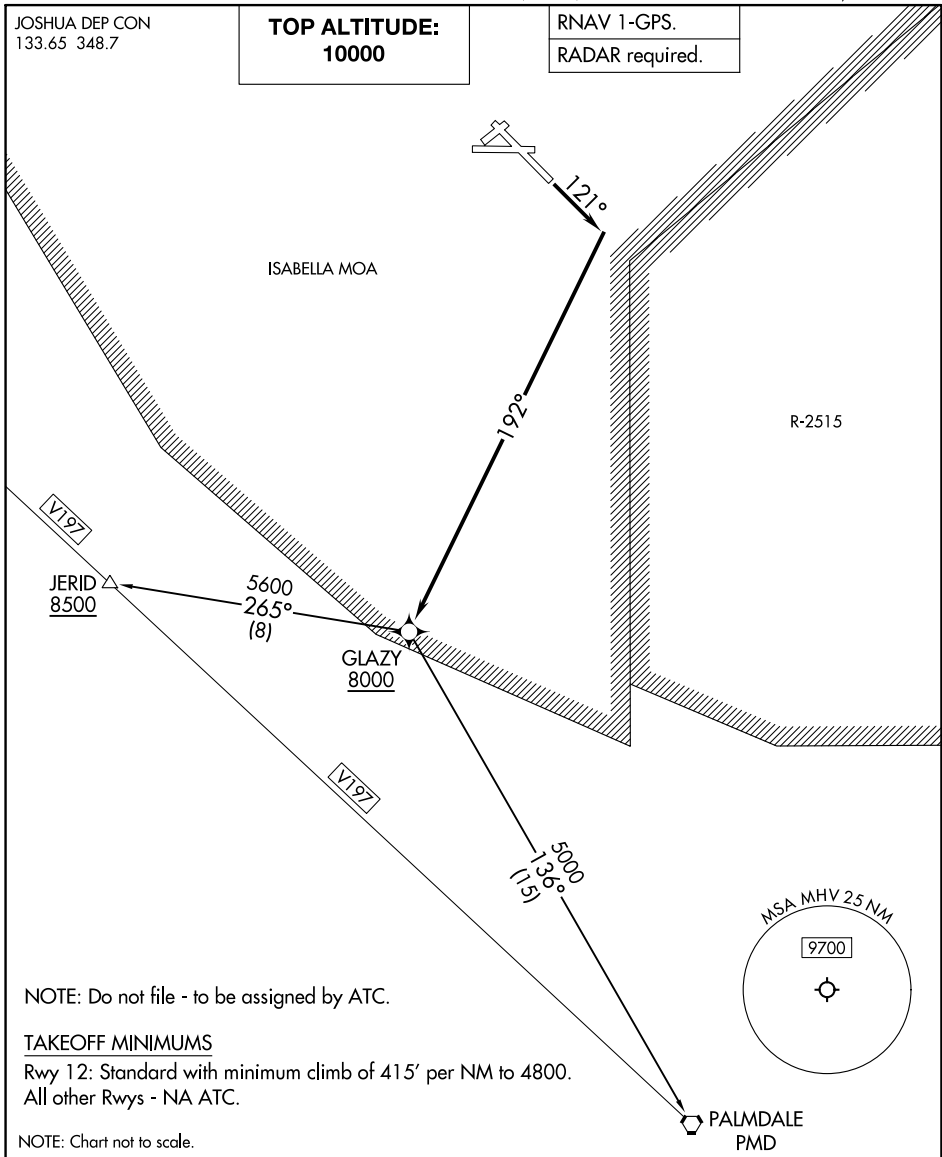 JOSHUA DEP CON
133.65 348.7
TOP ALTITUDE:
10000
RNAV 1-GPS.
RADAR required.
121°
ISABELLA MOA
192°
R-2515
V197
JERID
8500
5600
265°
(8)
GLAZY
8000
V197
5000
136°
(15)
MSA MHV 25 NM
9700
NOTE: Do not file - to be assigned by ATC.
TAKEOFF MINIMUMS
Rwy 12: Standard with minimum climb of 415' per NM to 4800.
All other Rwys - NA ATC.
NOTE: Chart not to scale.
PALMDALE
PMD